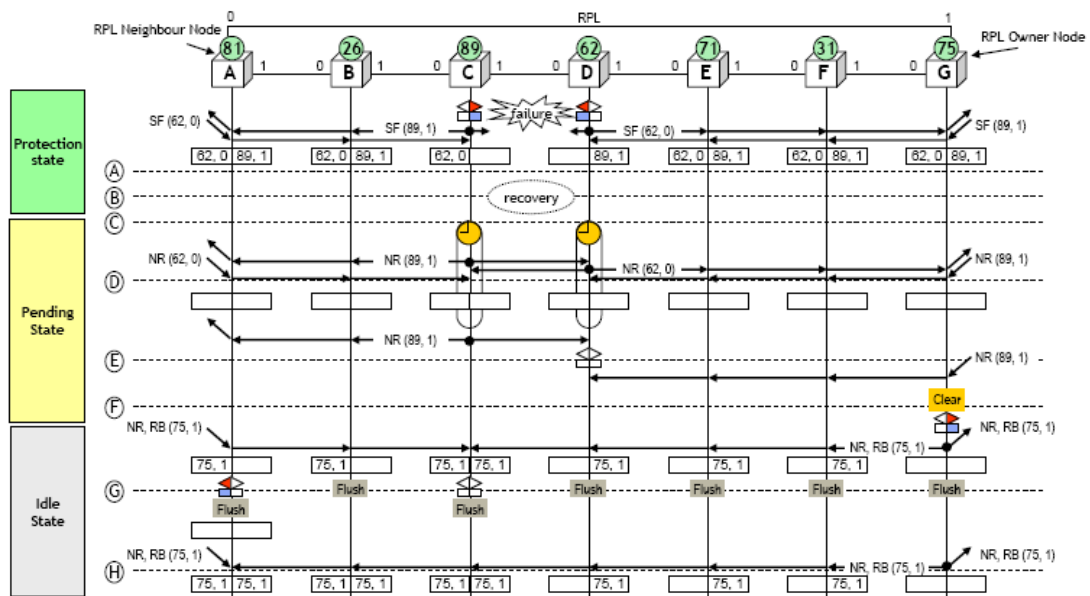 0 RPL 1
RPL Neighbour Node
RPL Owner Node
81 26 89 62 71 31 75
A 1 0 B 1 0 C 1 0 D 1 0 E 1 0 F 1 0 G
Protection state
failure
SF (62, 0) SF (89, 1) SF (62, 0) SF (89, 1)
62, 0 89, 1 62, 0 89, 1 62, 0 89, 1 62, 0 89, 1 62, 0 89, 1 62, 0 89, 1
A
B
recovery
C
Pending State
NR (62, 0) NR (89, 1) NR (62, 0) NR (89, 1)
D
NR (89, 1)
E
NR (89, 1)
Clear
F
Idle State
NR, RB (75, 1) NR, RB (75, 1) NR, RB (75, 1)
75, 1 75, 1 75, 1 75, 1 75, 1 75, 1 75, 1
G
Flush Flush Flush Flush Flush Flush
NR, RB (75, 1) NR, RB (75, 1) NR, RB (75, 1)
H
75, 1 75, 1 75, 1 75, 1 75, 1 75, 1 75, 1 75, 1 75, 1